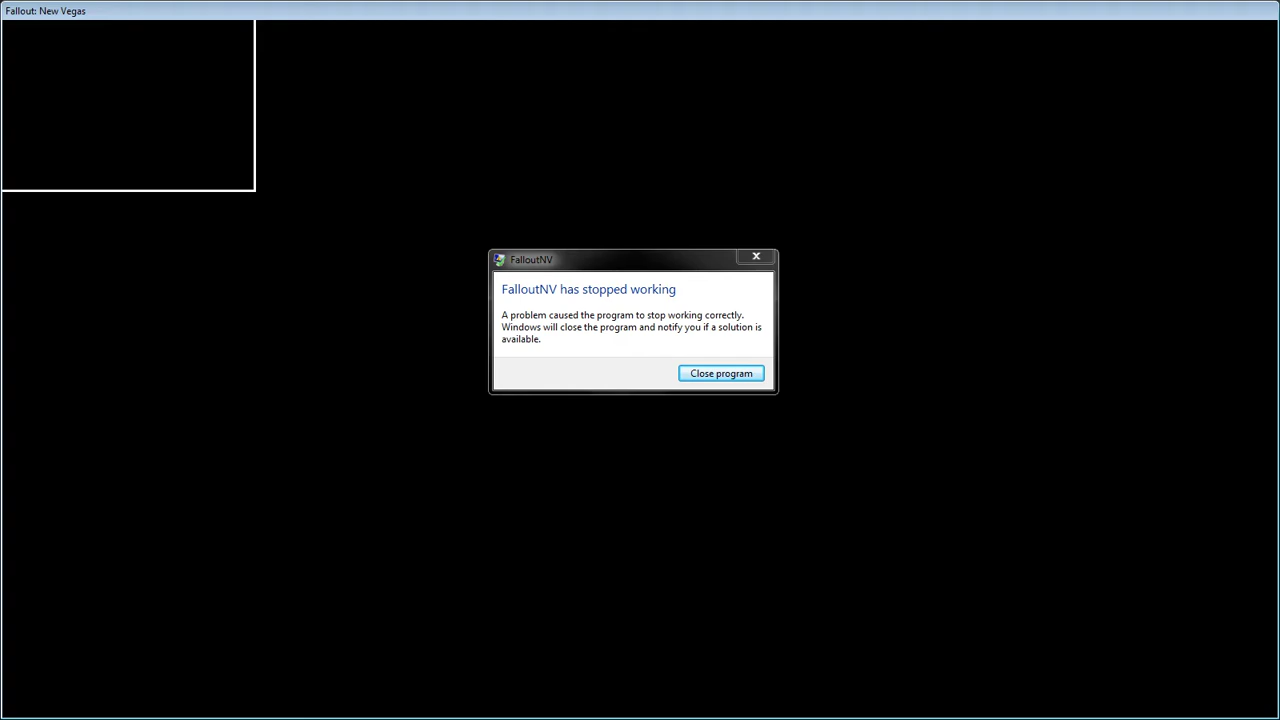 Fallout: New Vegas
FalloutNV
FalloutNV has stopped working
A problem caused the program to stop working correctly.
Windows will close the program and notify you if a solution is
available.
Close program